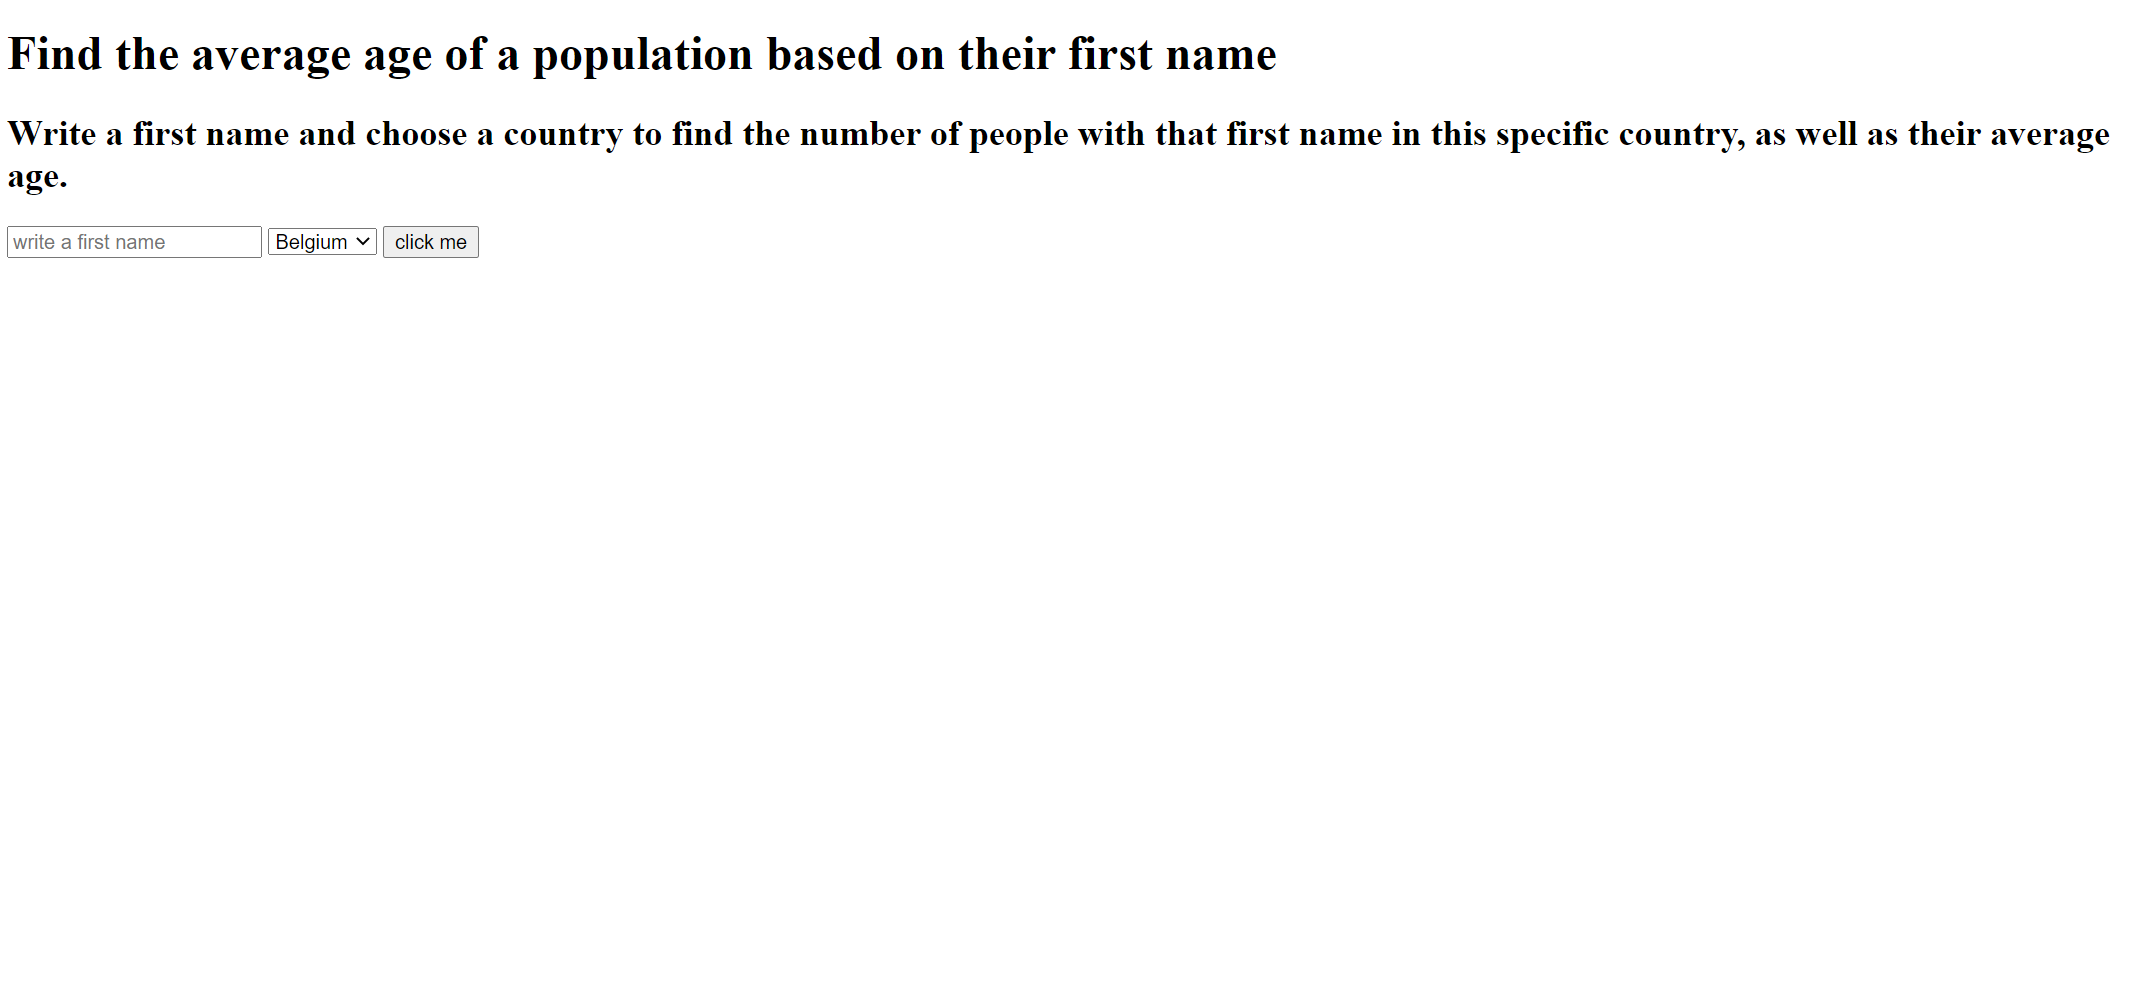 Find the average age of a population based on their first name
Write a first name and choose a country to find the number of people with that first name in this specific country, as well as their average
age.
write a first name Belgium click me